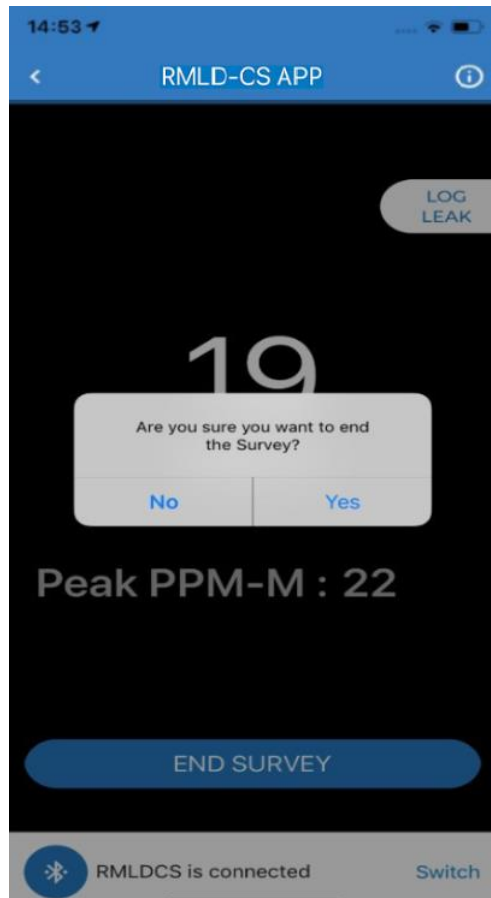 14:53
RMLD-CS APP
LOG
LEAK
19
Are you sure you want to end
the Survey?
No Yes
Peak PPM-M : 22
END SURVEY
RMLDCS is connected Switch